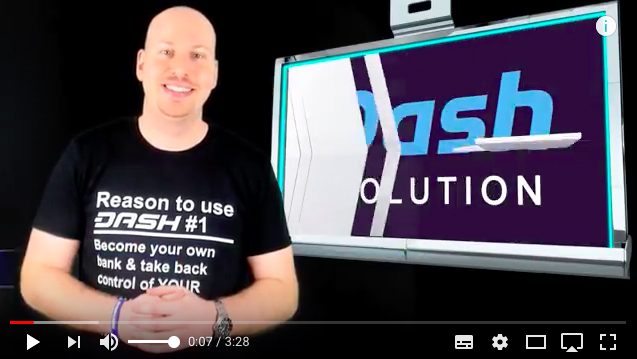 Dash
OLUTION
Reason to use
DASH #1
Become your own
bank & take back
control of YOUR
0:07 / 3:28